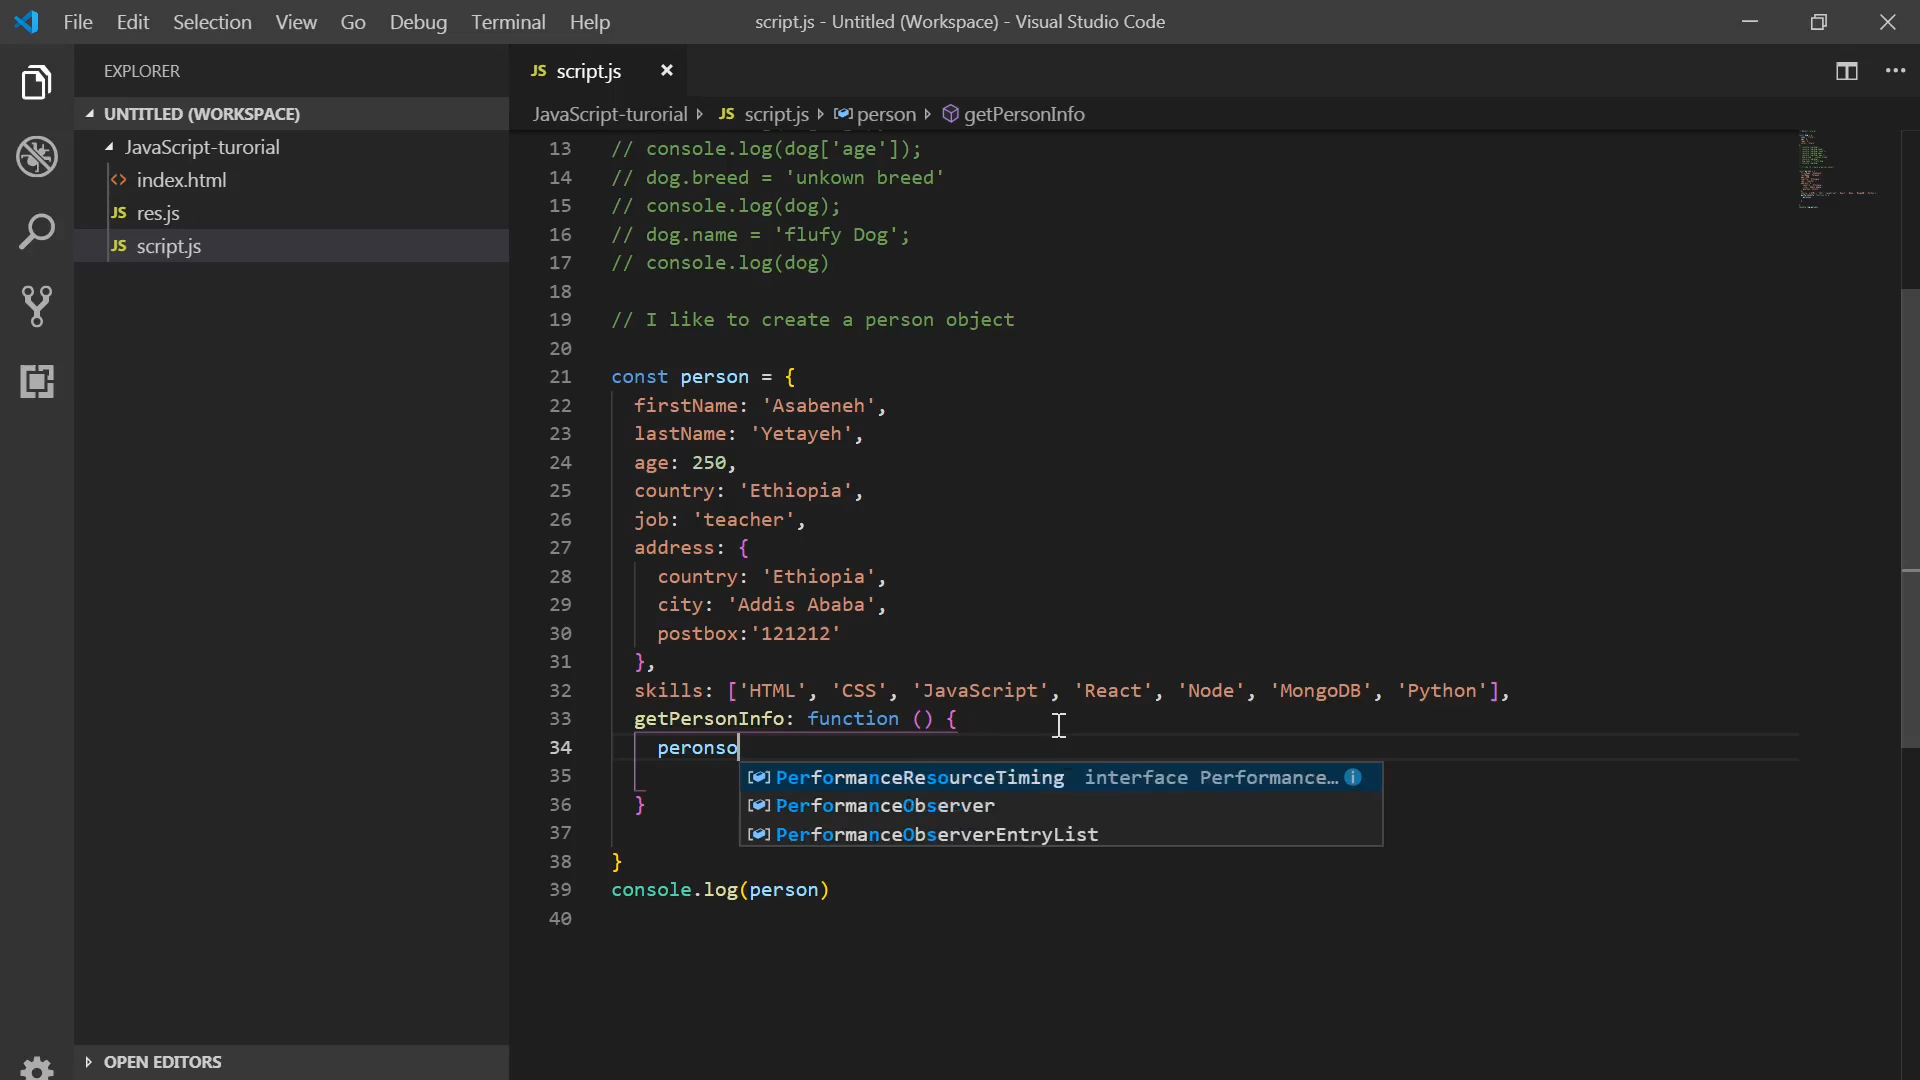 File Edit Selection View Go Debug Terminal Help
script.js - Untitled (Workspace) - Visual Studio Code
EXPLORER
UNTITLED (WORKSPACE)
JavaScript-turorial
<> index.html
JS res.js
JS script.js
OPEN EDITORS
JS script.js
JavaScript-turorial JS script.js person getPersonInfo
13 // console.log(dog['age']);
14 // dog.breed = 'unkown breed'
15 // console.log(dog);
16 // dog.name = 'flufy Dog';
17 // console.log(dog)
18
19 // I like to create a person object
20
21 const person = {
22 firstName: 'Asabeneh',
23 lastName: 'Yetayeh',
24 age: 250,
25 country: 'Ethiopia',
26 job: 'teacher',
27 address: {
28 country: 'Ethiopia',
29 city: 'Addis Ababa',
30 postbox:'121212'
31 },
32 skills: ['HTML', 'CSS', 'JavaScript', 'React', 'Node', 'MongoDB', 'Python'],
33 getPersonInfo: function () {
34 peronso
PerformanceResourceTiming interface Performance…
PerformanceObserver
PerformanceObserverEntryList
35
36 }
37
38 }
39 console.log(person)
40